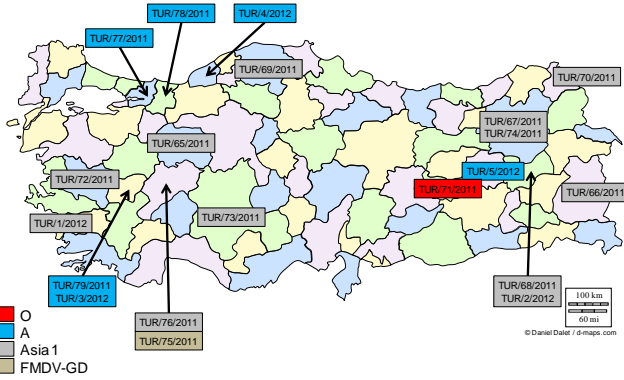 TUR/78/2011
TUR/4/2012
TUR/77/2011
TUR/69/2011
TUR/70/2011
TUR/67/2011
TUR/74/2011
TUR/65/2011
TUR/5/2012
TUR/72/2011
TUR/71/2011
TUR/66/2011
TUR/1/2012
TUR/73/2011
TUR/79/2011
TUR/3/2012
TUR/68/2011
TUR/2/2012
100 km
60 mi
TUR/76/2011
TUR/75/2011
© Daniel Dalet / d-maps.com
O
A
Asia 1
FMDV-GD